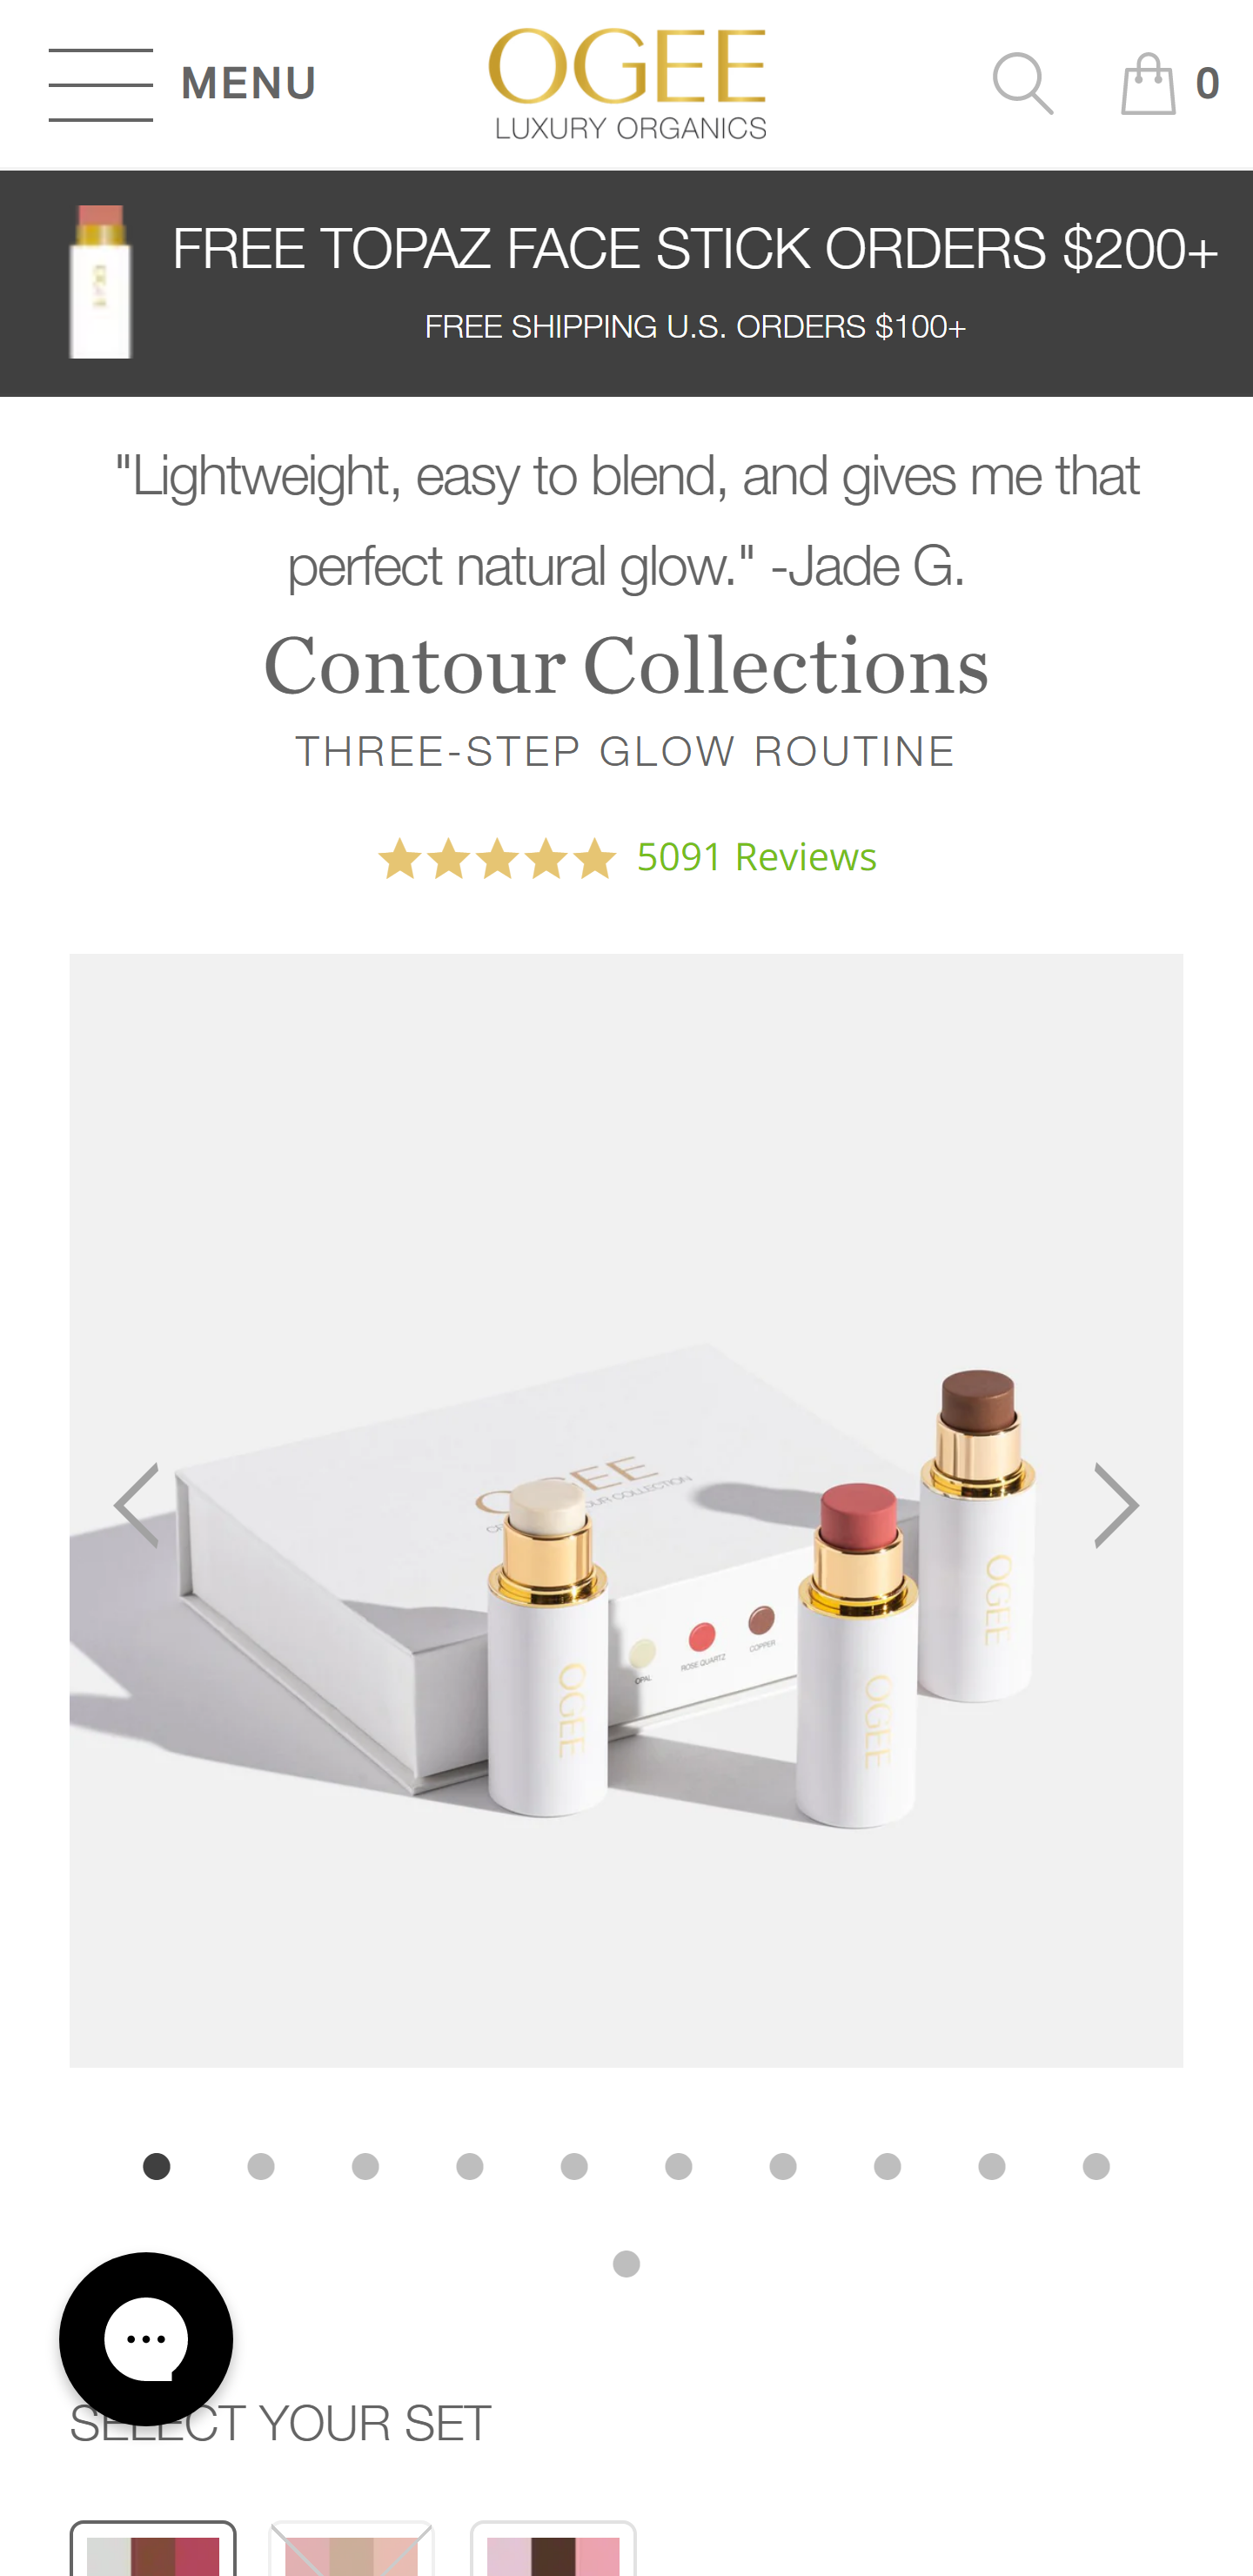 MENU
OGEE
LUXURY ORGANICS
0
FREE TOPAZ FACE STICK ORDERS $200+
FREE SHIPPING U.S. ORDERS $100+
"Lightweight, easy to blend, and gives me that
perfect natural glow." -Jade G.
Contour Collections
THREE-STEP GLOW ROUTINE
5091 Reviews
OGEE
OGEE
OGEE
OPAL
ROSE QUARTZ
COPPER
SELECT YOUR SET